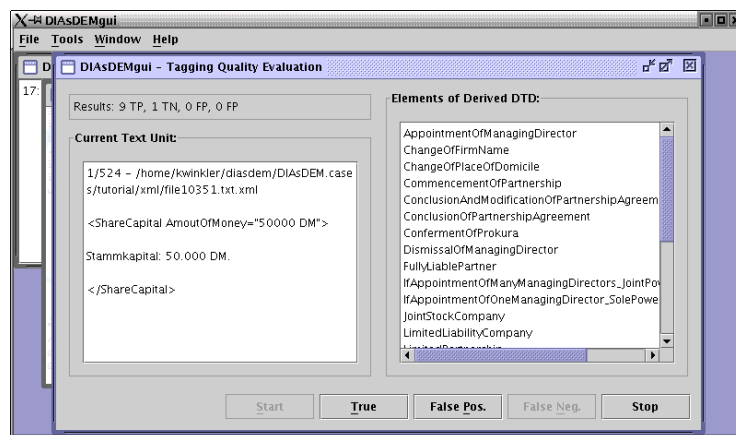 DIAsDEMgui
File Tools Window Help
D
DIAsDEMgui - Tagging Quality Evaluation
17:
Results: 9 TP, 1 TN, 0 FP, 0 FP
Current Text Unit:
1/524 - /home/kwinkler/diasdem/DIAsDEM.case
s/tutorial/xml/file10351.txt.xml
<ShareCapital AmoutOfMoney="50000 DM">
Stammkapital: 50.000 DM.
</ShareCapital>
Elements of Derived DTD:
AppointmentOfManagingDirector
ChangeOfFirmName
ChangeOfPlaceOfDomicile
CommencementOfPartnership
ConclusionAndModificationOfPartnershipAgreem
ConclusionOfPartnershipAgreement
ConfermentOfProkura
DismissalOfManagingDirector
FullyLiablePartner
IfAppointmentOfManyManagingDirectors_JointPo
IfAppointmentOfOneManagingDirector_SolePowe
JointStockCompany
LimitedLiabilityCompany
LimitedPartnership
Start True False Pos. False Neg. Stop